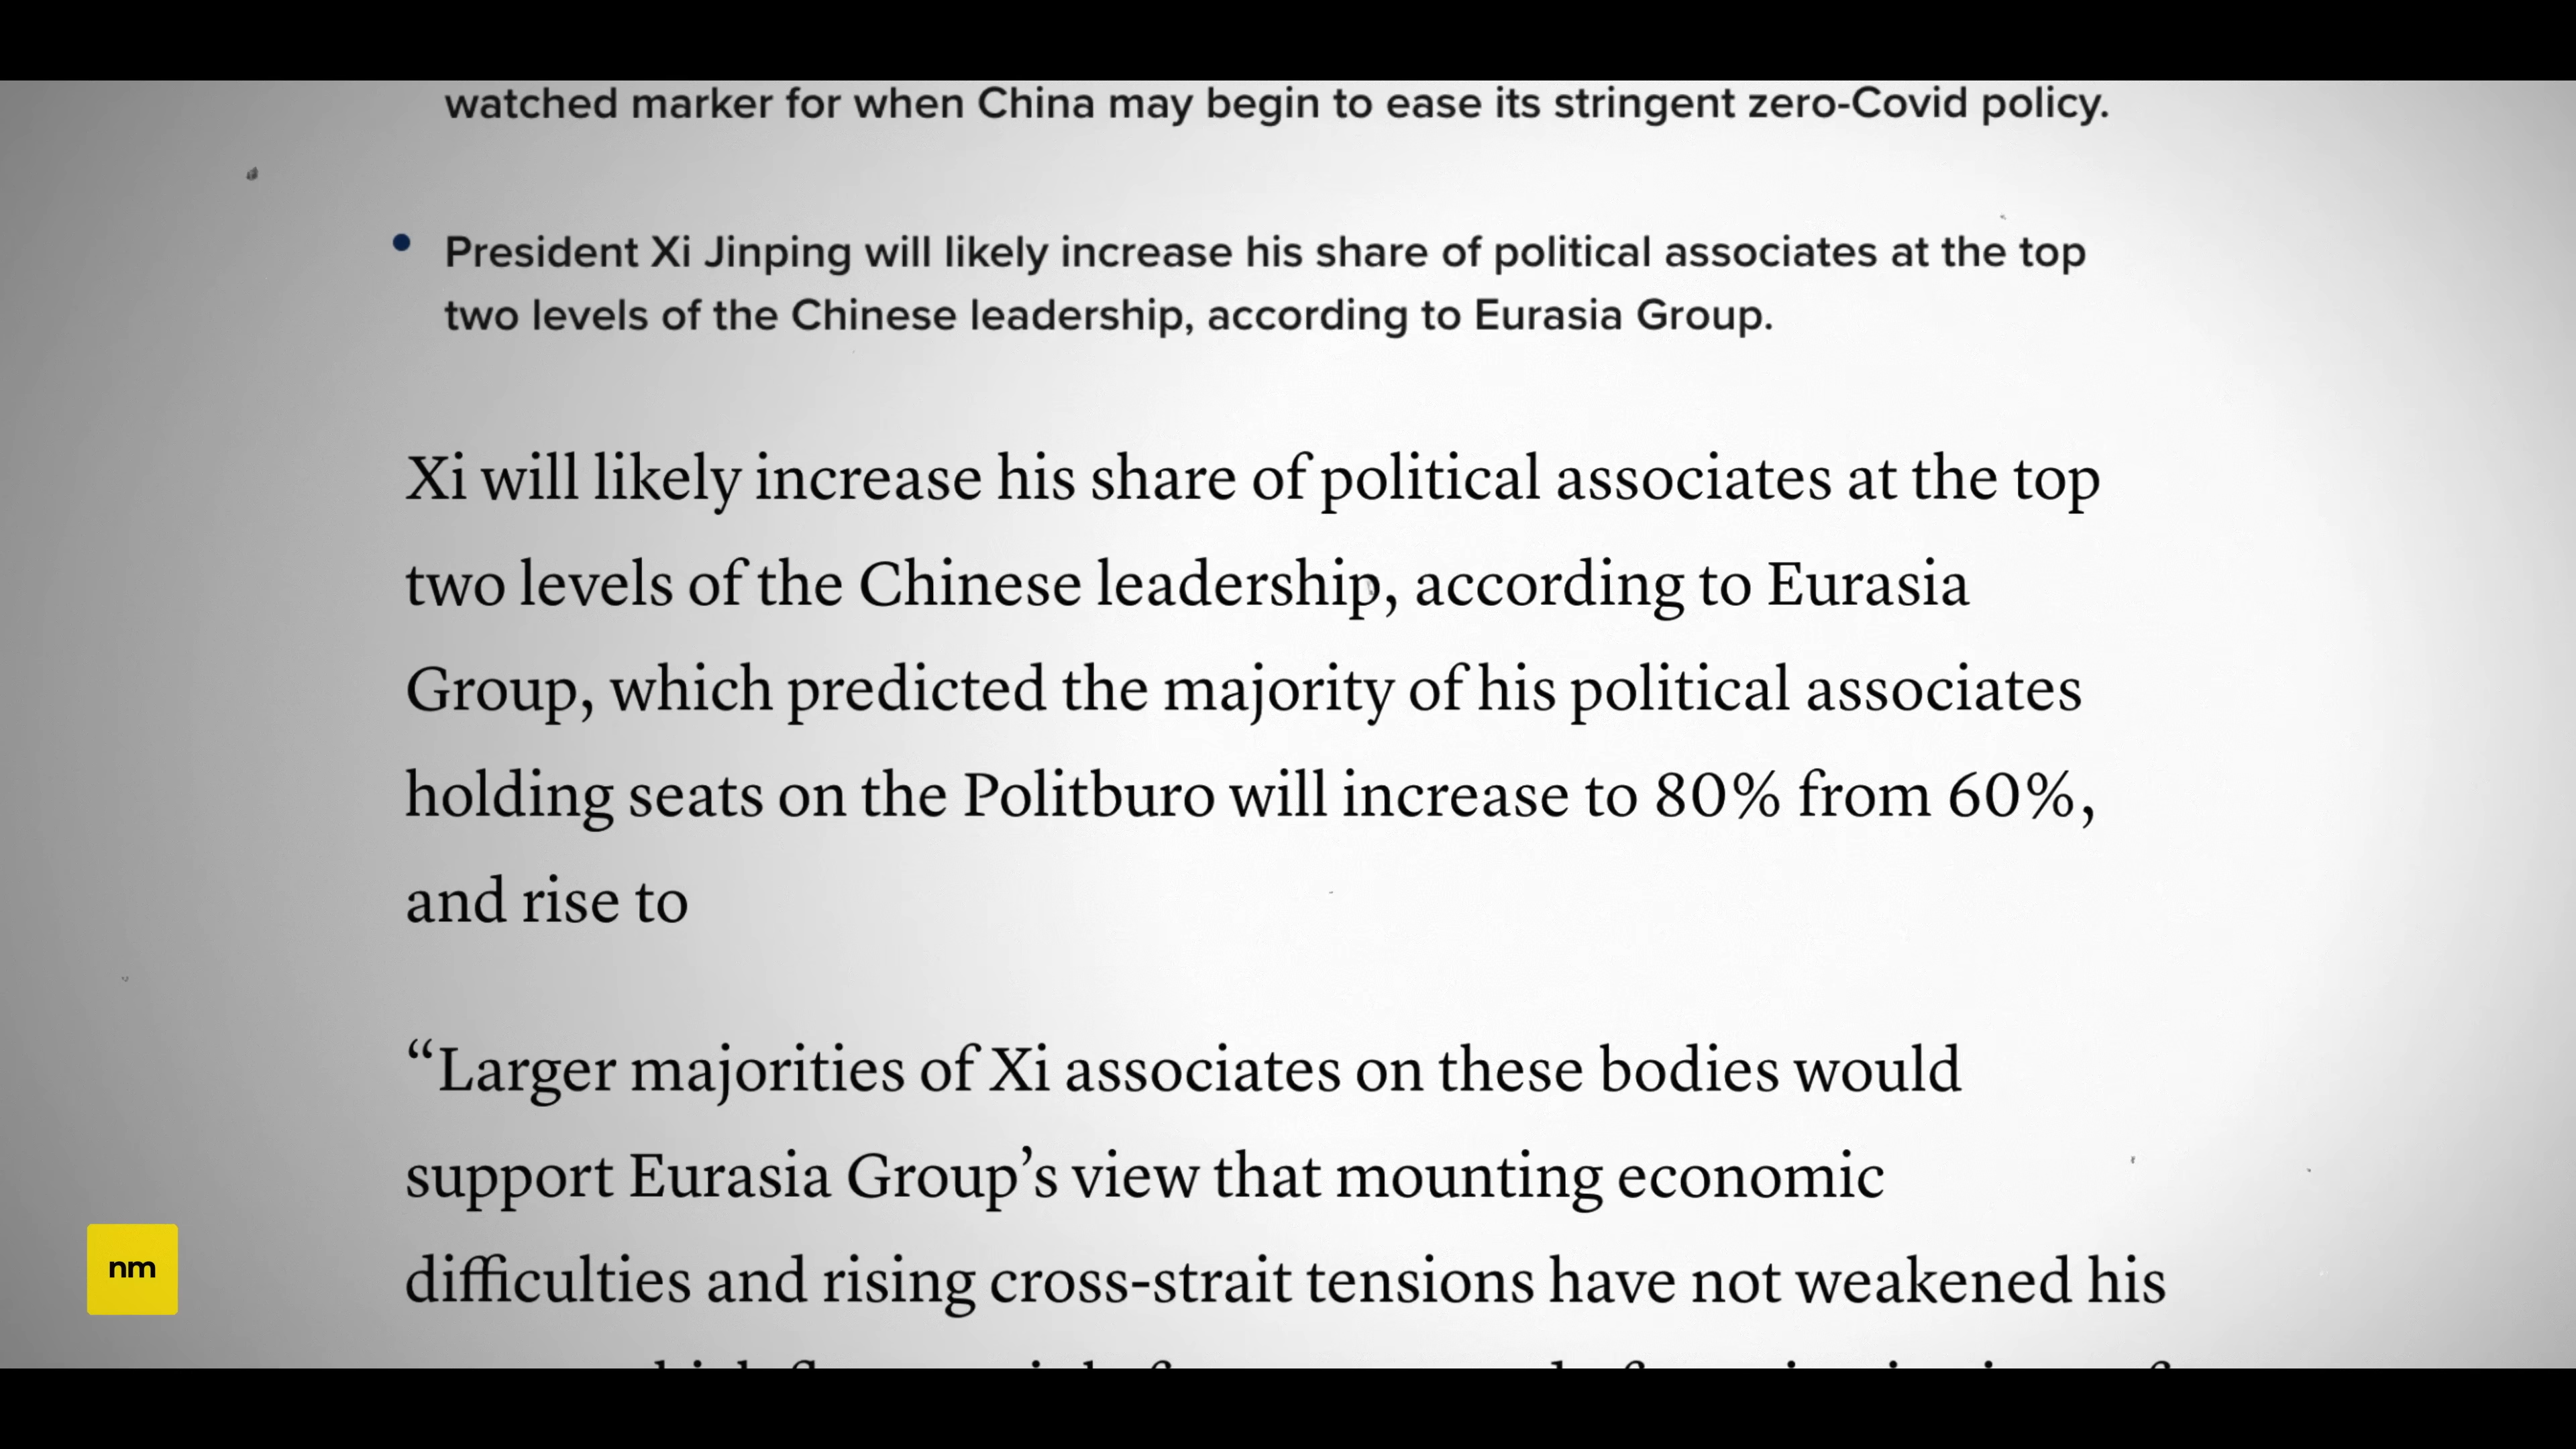 watched marker for when China may begin to ease its stringent zero-Covid policy.
• President Xi Jinping will likely increase his share of political associates at the top
two levels of the Chinese leadership, according to Eurasia Group.
Xi will likely increase his share of political associates at the top
two levels of the Chinese leadership, according to Eurasia
Group, which predicted the majority of his political associates
holding seats on the Politburo will increase to 80% from 60%,
and rise to
“Larger majorities of Xi associates on these bodies would
support Eurasia Group’s view that mounting economic
difficulties and rising cross-strait tensions have not weakened his
nm